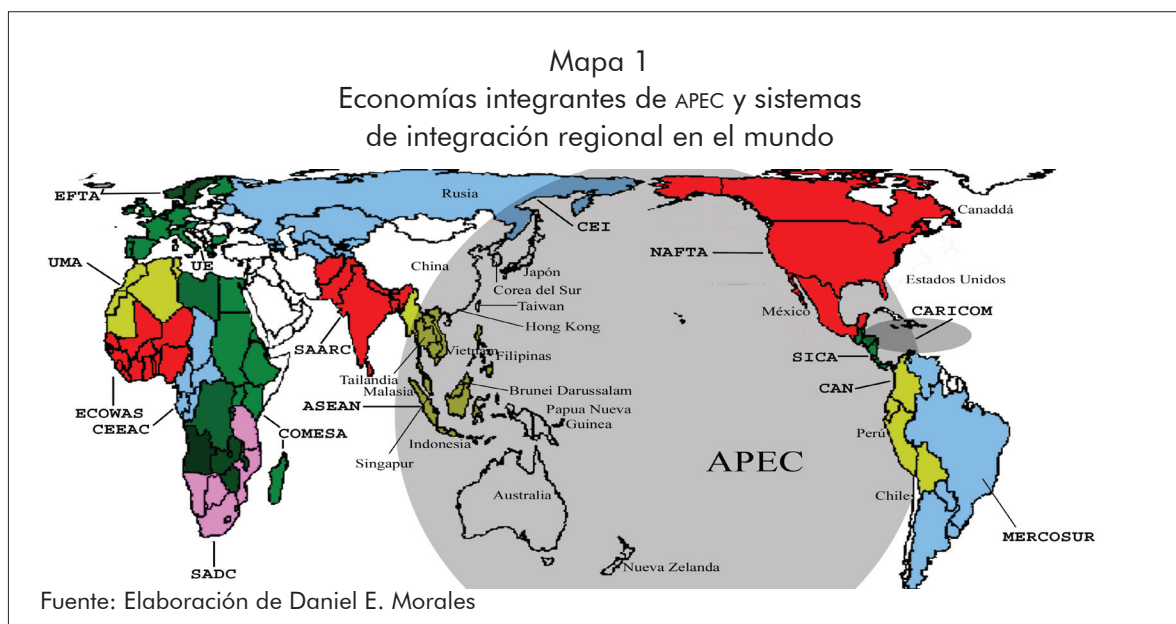 Mapa 1
Economías integrantes de APEC y sistemas
de integración regional en el mundo
EFTA
Rusia
CEI
Canaddá
NAFTA
UMA
UE
China
Japón
Corea del Sur
Taiwan
Hong Kong
Estados Unidos
México
CARICOM
SAARC
Vietnam
Filipinas
SICA
Tailandia
Malasia
Brunei Darussalam
CAN
ECOWAS
CEEAC
COMESA
ASEAN
Papua Nueva
Guinea
Perú
Indonesia
Singapur
APEC
Australia
Chile
MERCOSUR
SADC
Nueva Zelanda
Fuente: Elaboración de Daniel E. Morales